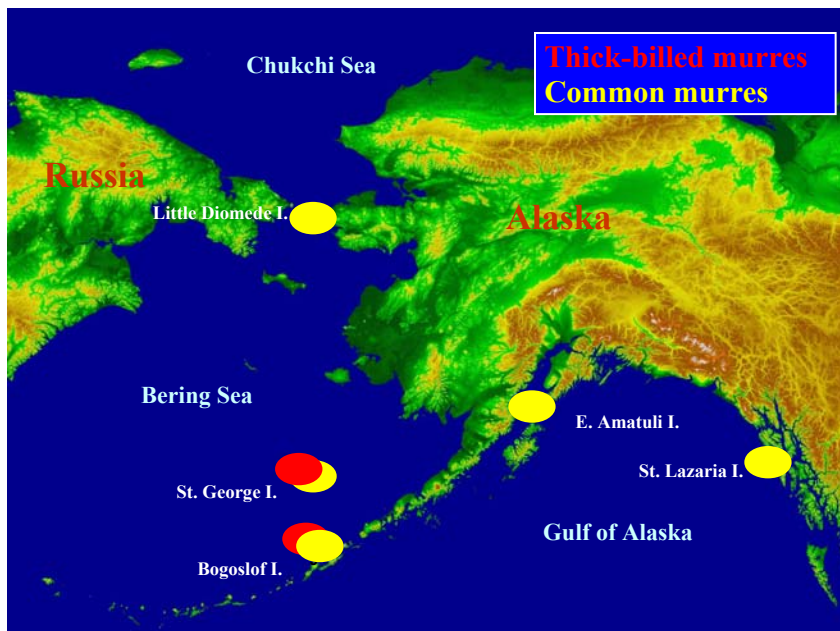 Chukchi Sea
Thick-billed murres
Common murres
Russia
Little Diomede I.
Alaska
Bering Sea
E. Amatuli I.
St. George I.
St. Lazaria I.
Gulf of Alaska
Bogoslof I.